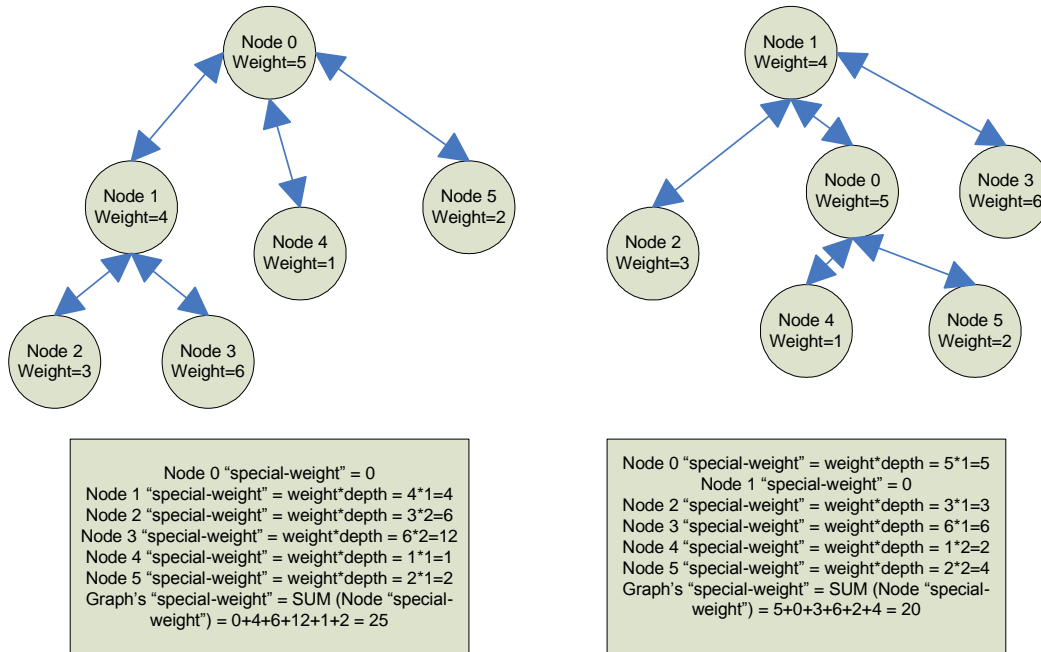 Node 0
Weight=5
Node 1
Weight=4
Node 4
Weight=1
Node 5
Weight=2
Node 2
Weight=3
Node 3
Weight=6
Node 0 “special-weight” = 0
Node 1 “special-weight” = weight*depth = 4*1=4
Node 2 “special-weight” = weight*depth = 3*2=6
Node 3 “special-weight” = weight*depth = 6*2=12
Node 4 “special-weight” = weight*depth = 1*1=1
Node 5 “special-weight” = weight*depth = 2*1=2
Graph’s “special-weight” = SUM (Node “special-
weight”) = 0+4+6+12+1+2 = 25
Node 1
Weight=4
Node 2
Weight=3
Node 0
Weight=5
Node 3
Weight=6
Node 4
Weight=1
Node 5
Weight=2
Node 0 “special-weight” = weight*depth = 5*1=5
Node 1 “special-weight” = 0
Node 2 “special-weight” = weight*depth = 3*1=3
Node 3 “special-weight” = weight*depth = 6*1=6
Node 4 “special-weight” = weight*depth = 1*2=2
Node 5 “special-weight” = weight*depth = 2*2=4
Graph’s “special-weight” = SUM (Node “special-
weight”) = 5+0+3+6+2+4 = 20